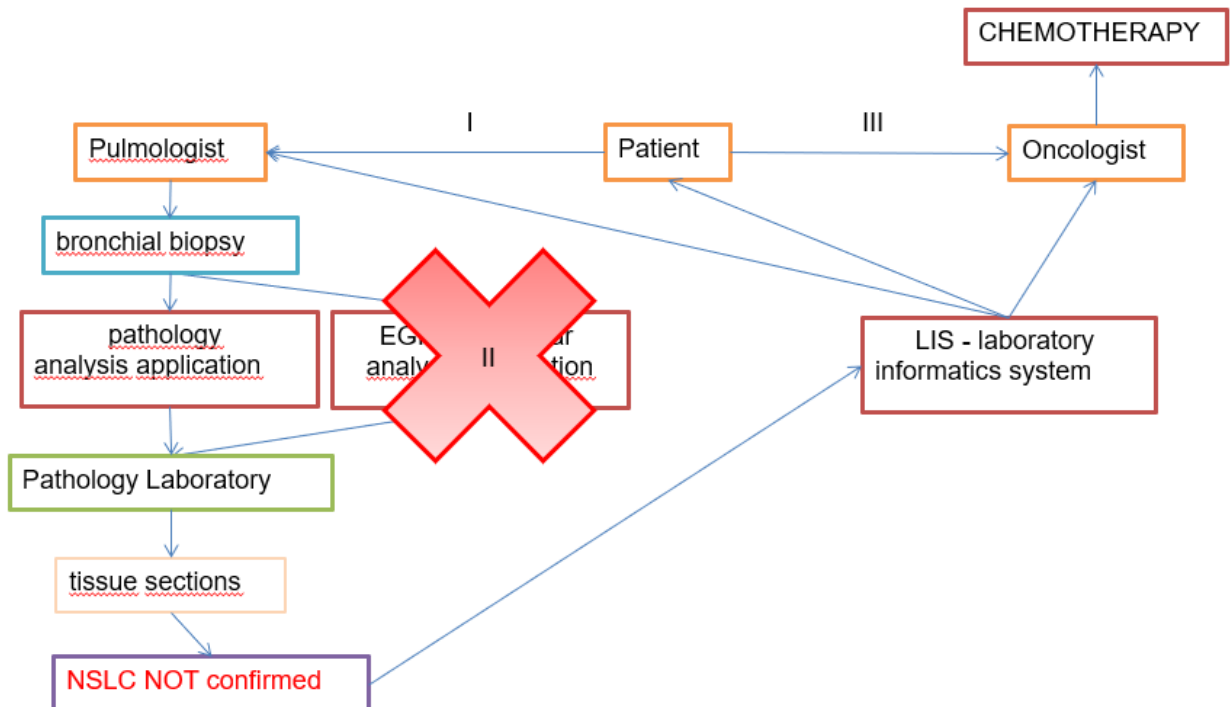 CHEMOTHERAPY
I
III
Pulmologist
Patient
Oncologist
bronchial biopsy
pathology
analysis application
II
LIS - laboratory
informatics system
Pathology Laboratory
tissue sections
NSLC NOT confirmed